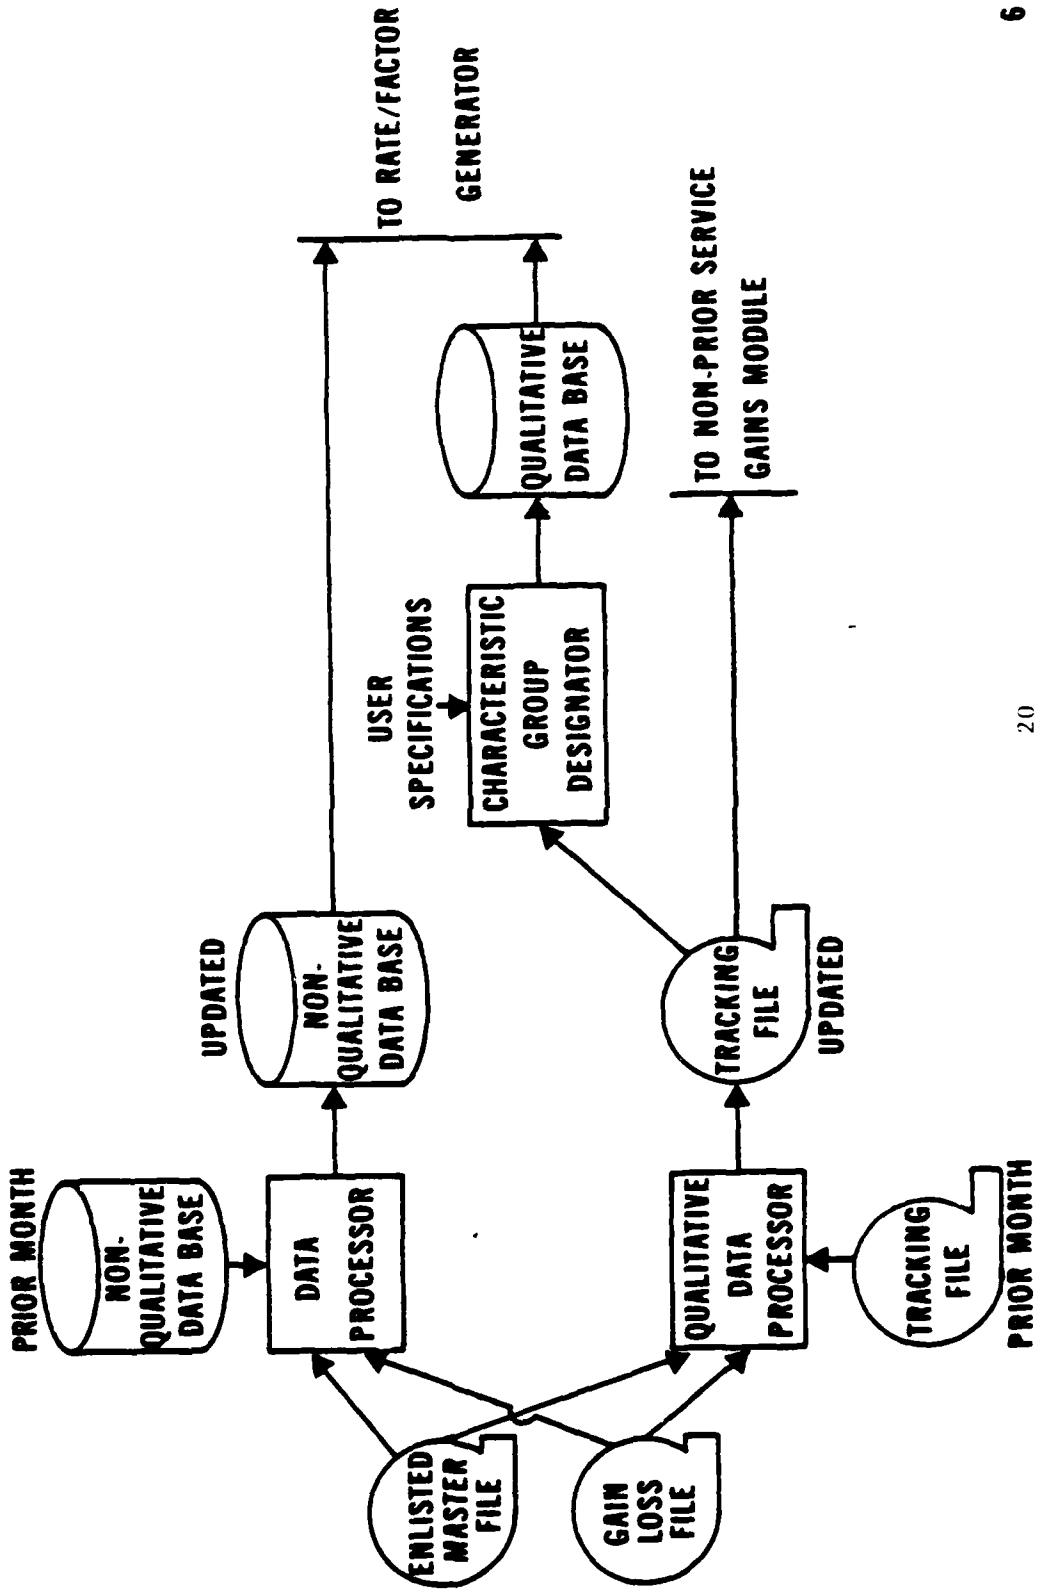 PRIOR MONTH
NON-
QUALITATIVE
DATA BASE
UPDATED
NON-
QUALITATIVE
DATA BASE
DATA
PROCESSOR
TO RATE/FACTOR
GENERATOR
ENLISTED
MASTER
FILE
USER
SPECIFICATIONS
CHARACTERISTIC
GROUP
DESIGNATOR
QUALITATIVE
DATA BASE
GAIN
LOSS
FILE
QUALITATIVE
DATA
PROCESSOR
TRACKING
FILE
UPDATED
TO NON-PRIOR SERVICE
GAINS MODULE
TRACKING
FILE
PRIOR MONTH
20
6